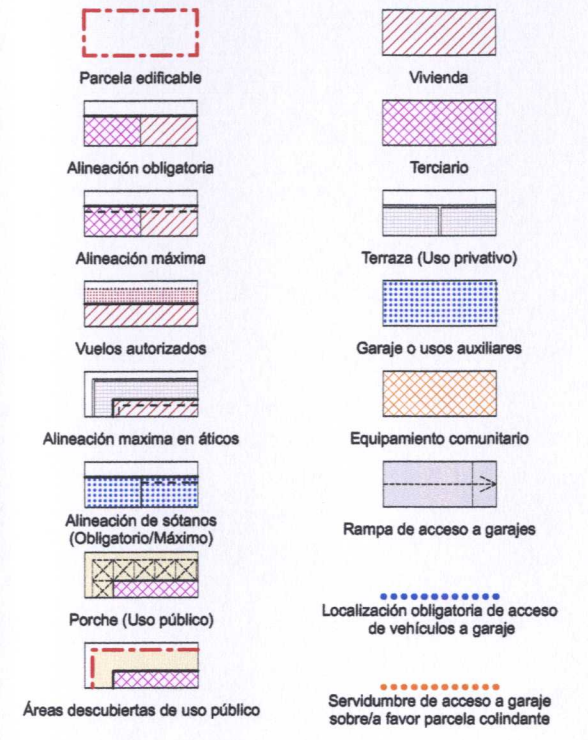 Parcela edificable
Alineación obligatoria
Alineación máxima
Vuelos autorizados
Alineación maxima en áticos
Alineación de sótanos
(Obligatorio/Máximo)
Porche (Uso público)
Áreas descubiertas de uso público
Vivienda
Terciario
Terraza (Uso privativo)
Garaje o usos auxiliares
Equipamiento comunitario
Rampa de acceso a garajes
Localización obligatoria de acceso
de vehículos a garaje
Servidumbre de acceso a garaje
sobre/a favor parcela colindante